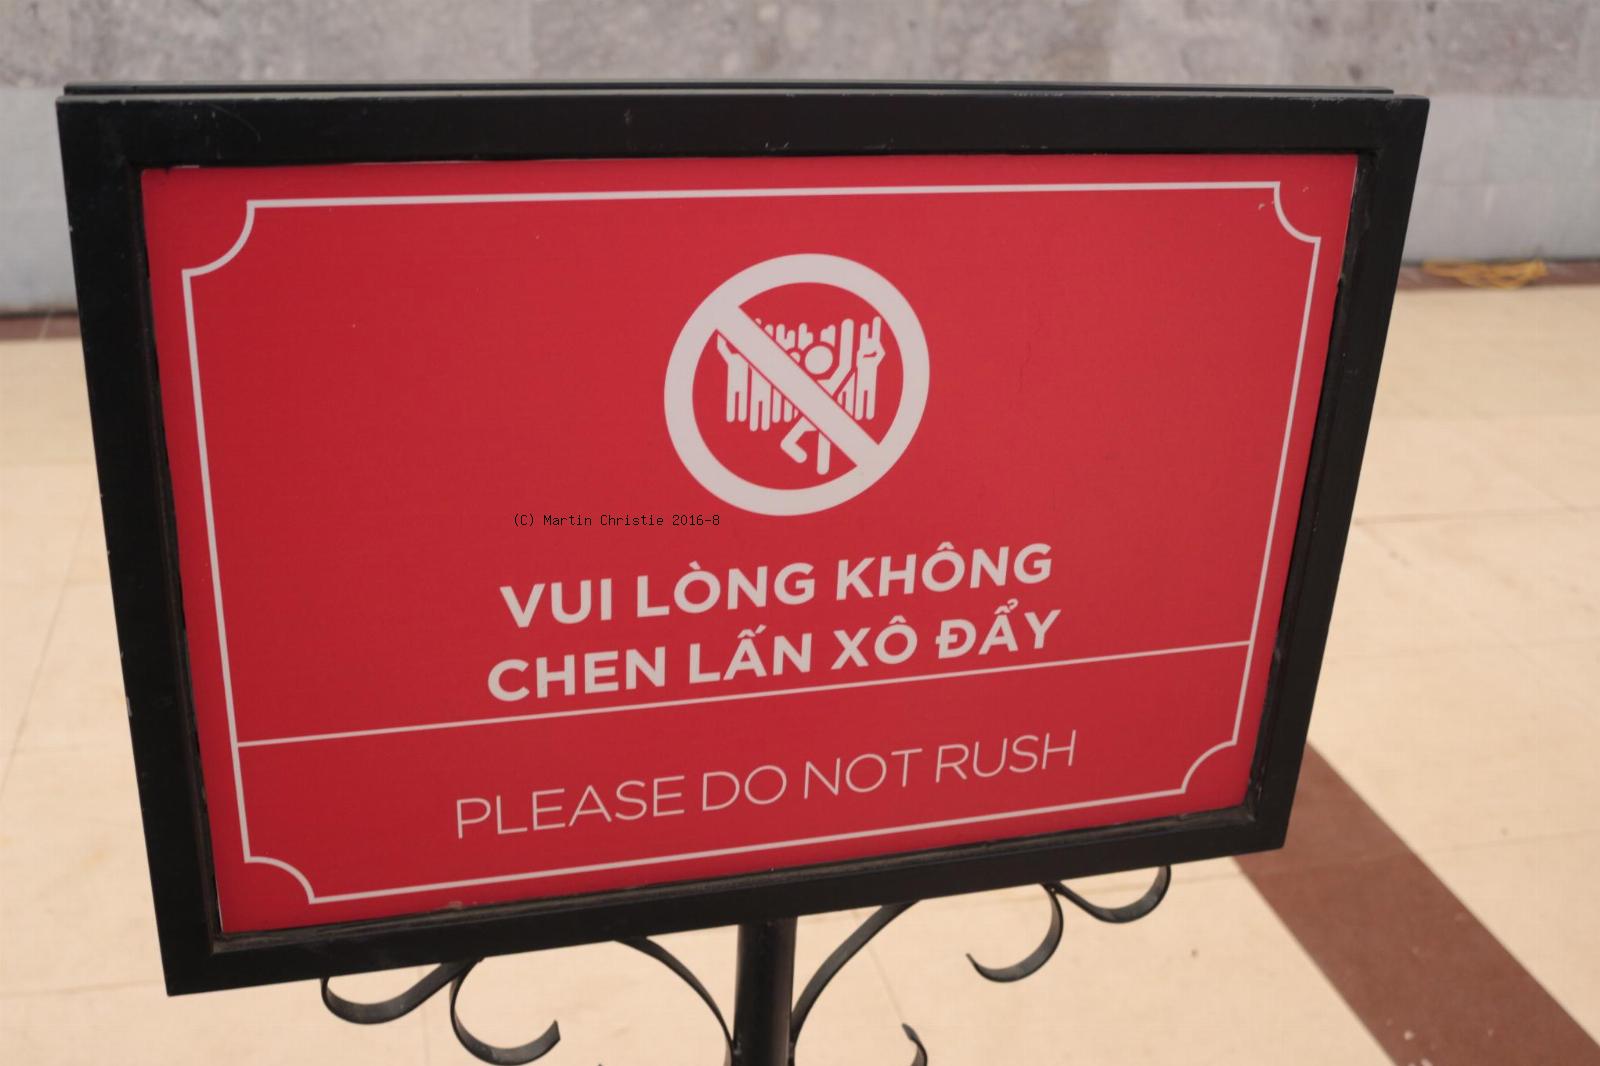 (C) Martin Christie 2016-8
VUI LÒNG KHÔNG
CHEN LẤN XÔ ĐẨY
PLEASE DO NOT RUSH